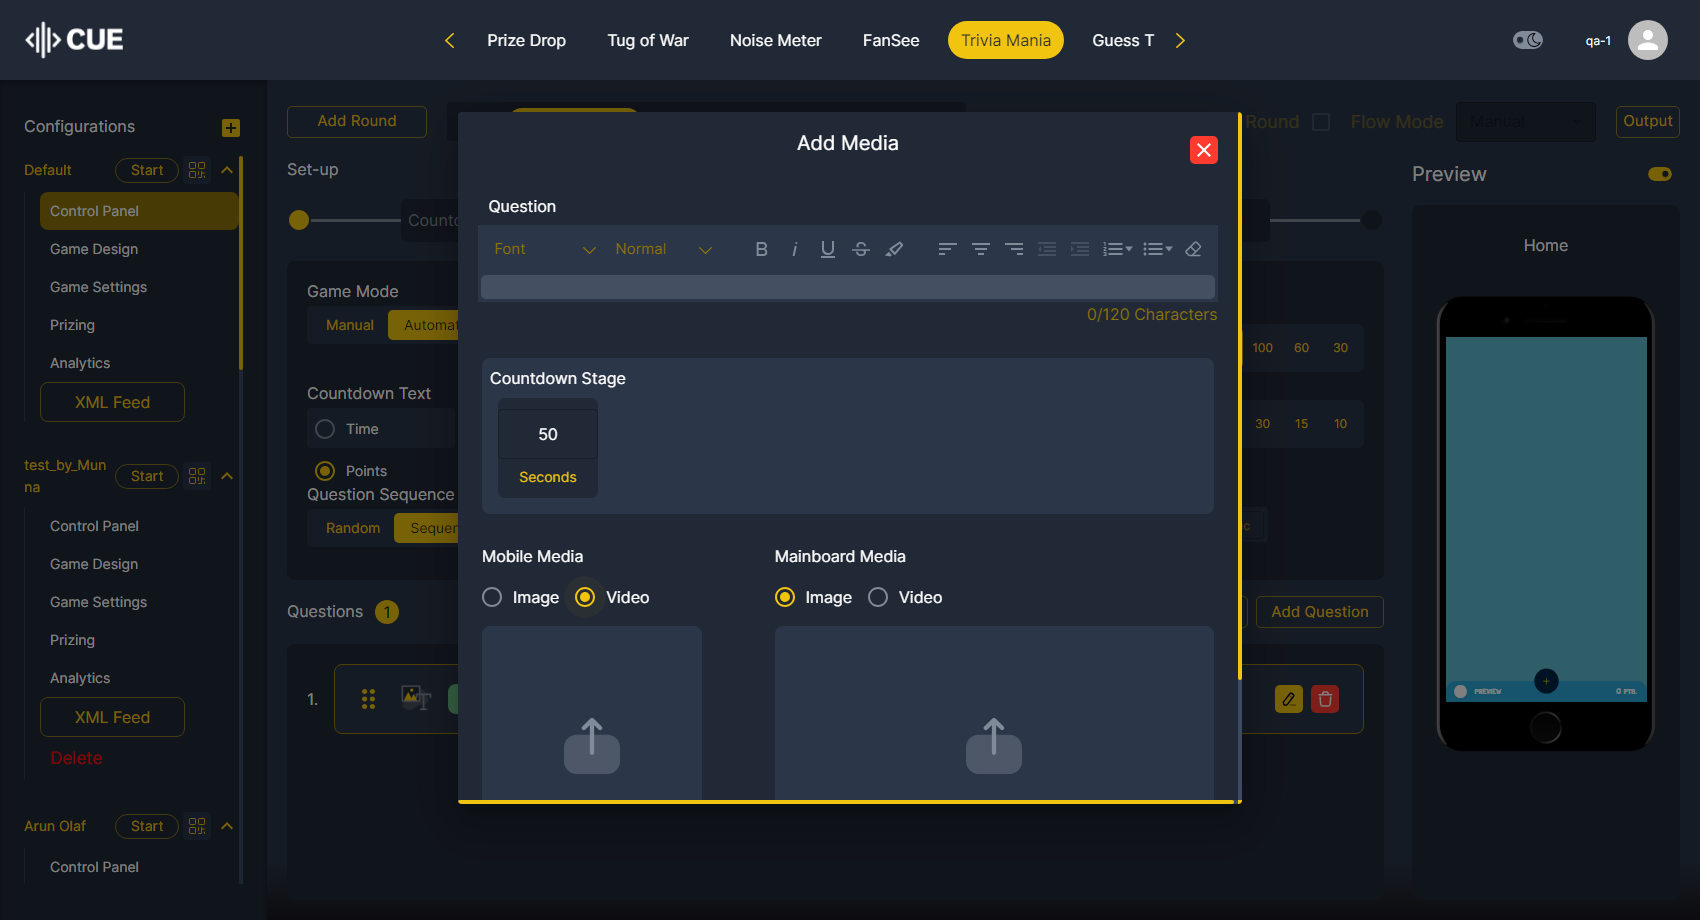 CUE
Prize Drop
Tug of War
Noise Meter
FanSee
Trivia Mania
Guess T
qa-1
Configurations
Default
Start
Control Panel
Game Design
Game Settings
Prizing
Analytics
XML Feed
test_by_Mun
na
Start
Control Panel
Game Design
Game Settings
Prizing
Analytics
XML Feed
Delete
Arun Olaf
Start
Control Panel
Add Round
Round
Flow Mode
Manual
Output
Set-up
Countd
Game Mode
Manual
Automat
Countdown Text
Time
Points
Question Sequence
Random
Sequen
100 60 30
30 15 10
Questions 1
Add Question
1.
Add Media
Question
Font
Normal
B i U S
0/120 Characters
Countdown Stage
50
Seconds
Mobile Media
Image Video
Mainboard Media
Image Video
Preview
Home
PREVIEW
0 PTS.